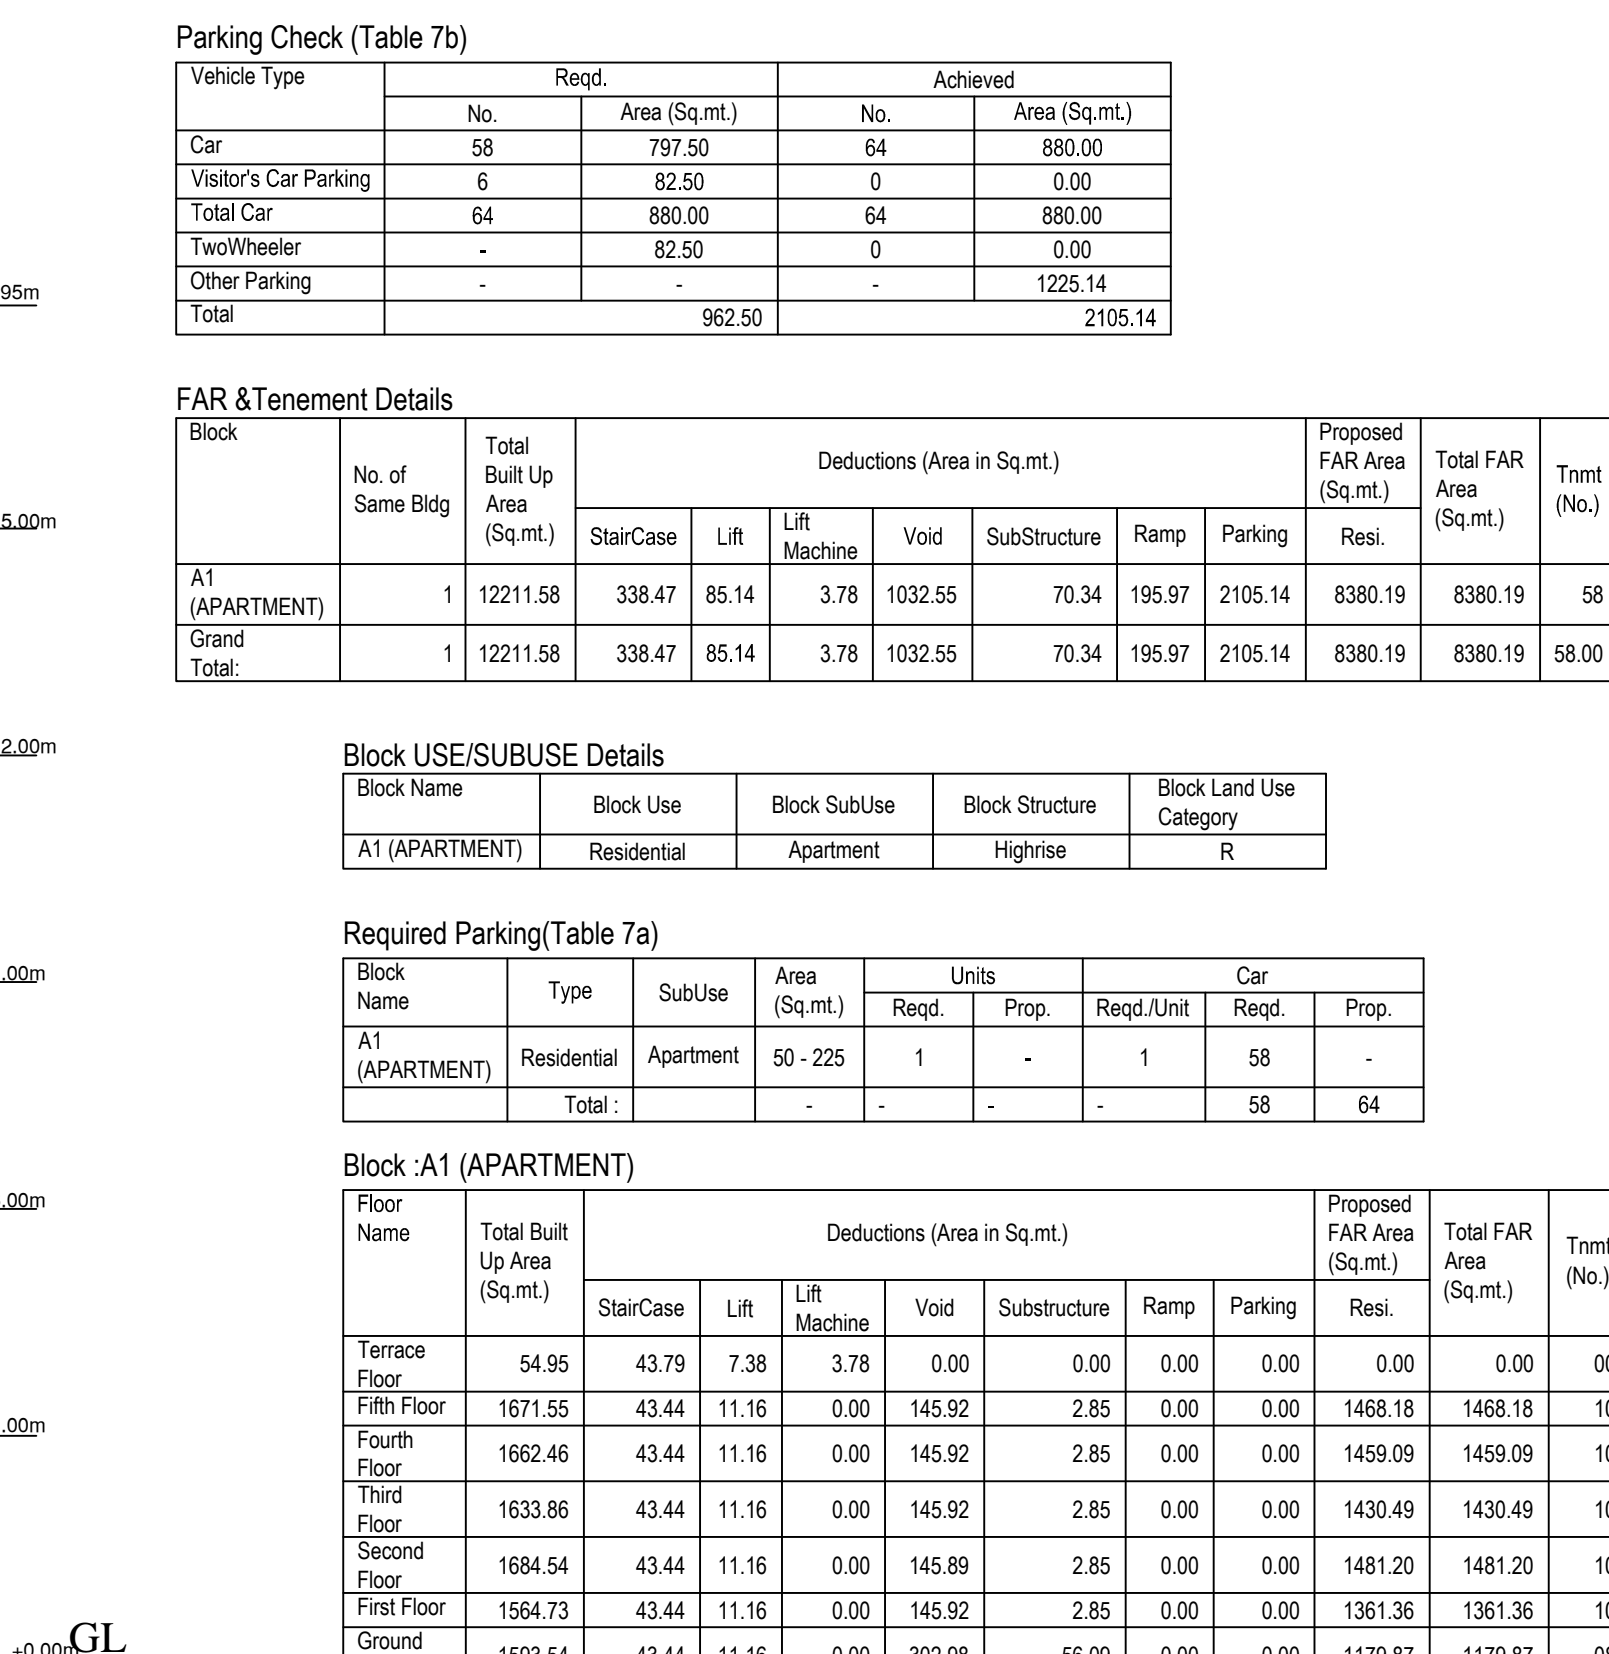 Parking Check (Table 7b)
Vehicle Type Reqd. Achieved
No. Area (Sq.mt.) No. Area (Sq.mt.)
Car 58 797.50 64 880.00
Visitor's Car Parking 6 82.50 0 0.00
Total Car 64 880.00 64 880.00
TwoWheeler - 82.50 0 0.00
Other Parking - - - 1225.14
Total 962.50 2105.14
95m
FAR &Tenement Details
Block No. of Same Bldg Total Built Up Area (Sq.mt.) Deductions (Area in Sq.mt.) Proposed FAR Area (Sq.mt.) Total FAR Area (Sq.mt.) Tnmt (No.)
StairCase Lift Lift Machine Void SubStructure Ramp Parking Resi.
5.00m
A1 (APARTMENT) 1 12211.58 338.47 85.14 3.78 1032.55 70.34 195.97 2105.14 8380.19 8380.19 58
Grand Total: 1 12211.58 338.47 85.14 3.78 1032.55 70.34 195.97 2105.14 8380.19 8380.19 58.00
2.00m
Block USE/SUBUSE Details
Block Name Block Use Block SubUse Block Structure Block Land Use Category
A1 (APARTMENT) Residential Apartment Highrise R
Required Parking(Table 7a)
Block Name Type SubUse Area (Sq.mt.) Units Car
Reqd. Prop. Reqd./Unit Reqd. Prop.
.00m
A1 (APARTMENT) Residential Apartment 50 - 225 1 - 1 58 -
Total : - - - - 58 64
Block :A1 (APARTMENT)
.00m
Floor Name Total Built Up Area (Sq.mt.) Deductions (Area in Sq.mt.) Proposed FAR Area (Sq.mt.) Total FAR Area (Sq.mt.) Tnmt (No.)
StairCase Lift Lift Machine Void Substructure Ramp Parking Resi.
Terrace Floor 54.95 43.79 7.38 3.78 0.00 0.00 0.00 0.00 0.00 0.00
Fifth Floor 1671.55 43.44 11.16 0.00 145.92 2.85 0.00 0.00 1468.18 1468.18
.00m
Fourth Floor 1662.46 43.44 11.16 0.00 145.92 2.85 0.00 0.00 1459.09 1459.09
Third Floor 1633.86 43.44 11.16 0.00 145.92 2.85 0.00 0.00 1430.49 1430.49
Second Floor 1684.54 43.44 11.16 0.00 145.89 2.85 0.00 0.00 1481.20 1481.20
First Floor 1564.73 43.44 11.16 0.00 145.92 2.85 0.00 0.00 1361.36 1361.36
Ground
+0.00m GL